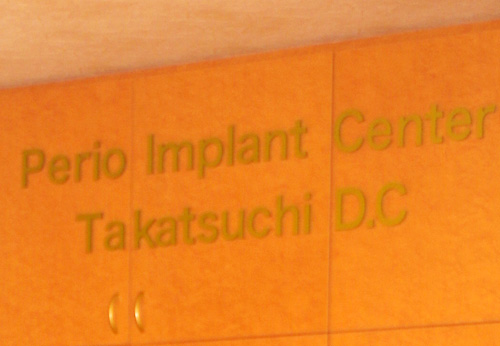 Perio Implant Center
Takatsuchi D.C